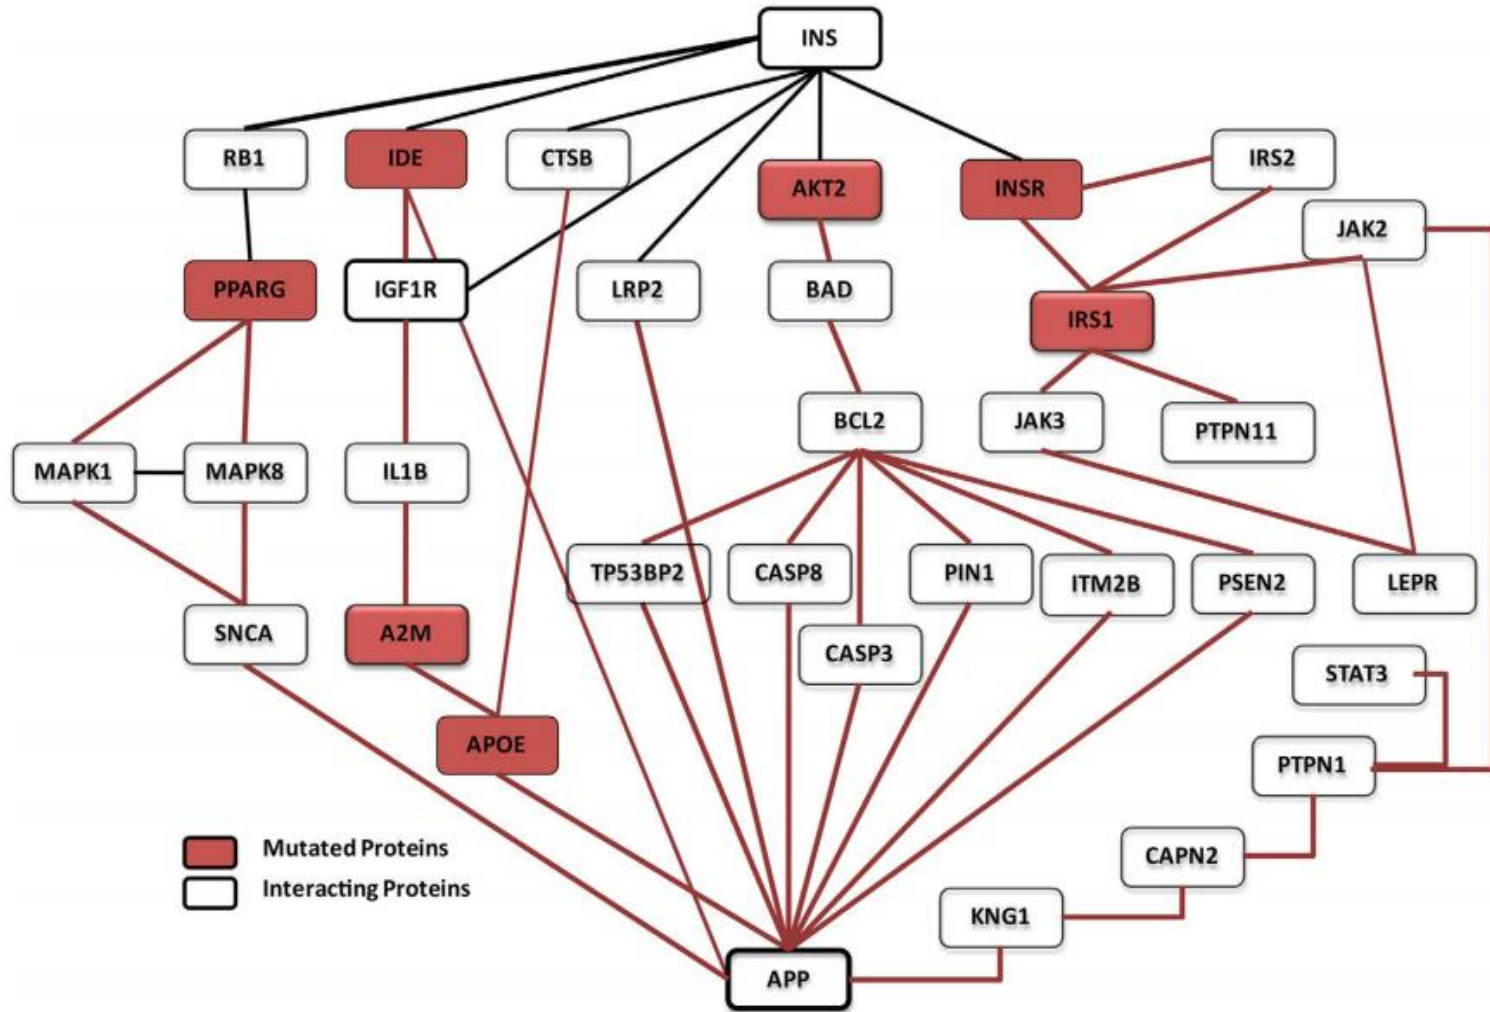 INS
RB1
IDE
CTSB
IRS2
AKT2
INSR
JAK2
PPARG
IGF1R
LRP2
BAD
IRS1
BCL2
JAK3
PTPN11
MAPK1
MAPK8
IL1B
TP53BP2
CASP8
PIN1
ITM2B
PSEN2
LEPR
SNCA
A2M
CASP3
STAT3
APOE
PTPN1
Mutated Proteins
CAPN2
Interacting Proteins
KNG1
APP